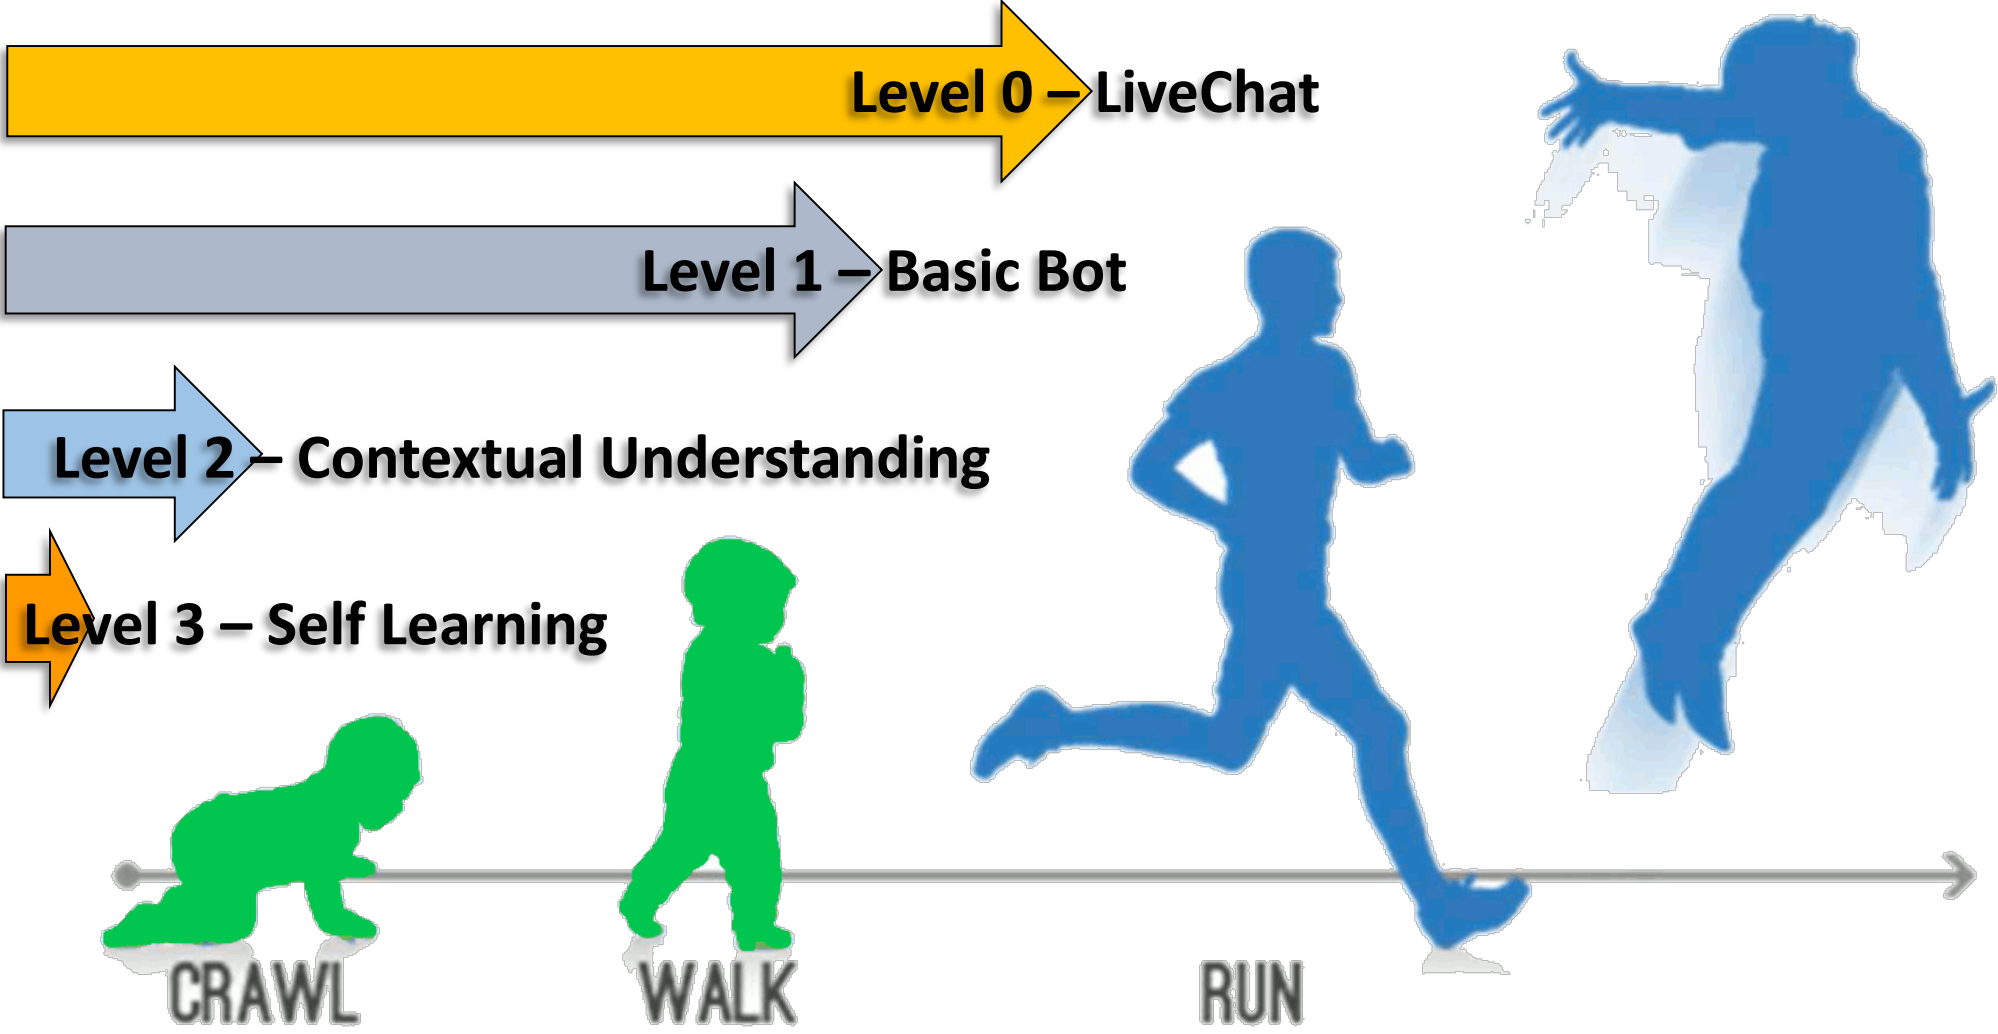 Level 0 – LiveChat
Level 1 – Basic Bot
Level 2 – Contextual Understanding
Level 3 – Self Learning
CRAWL WALK RUN